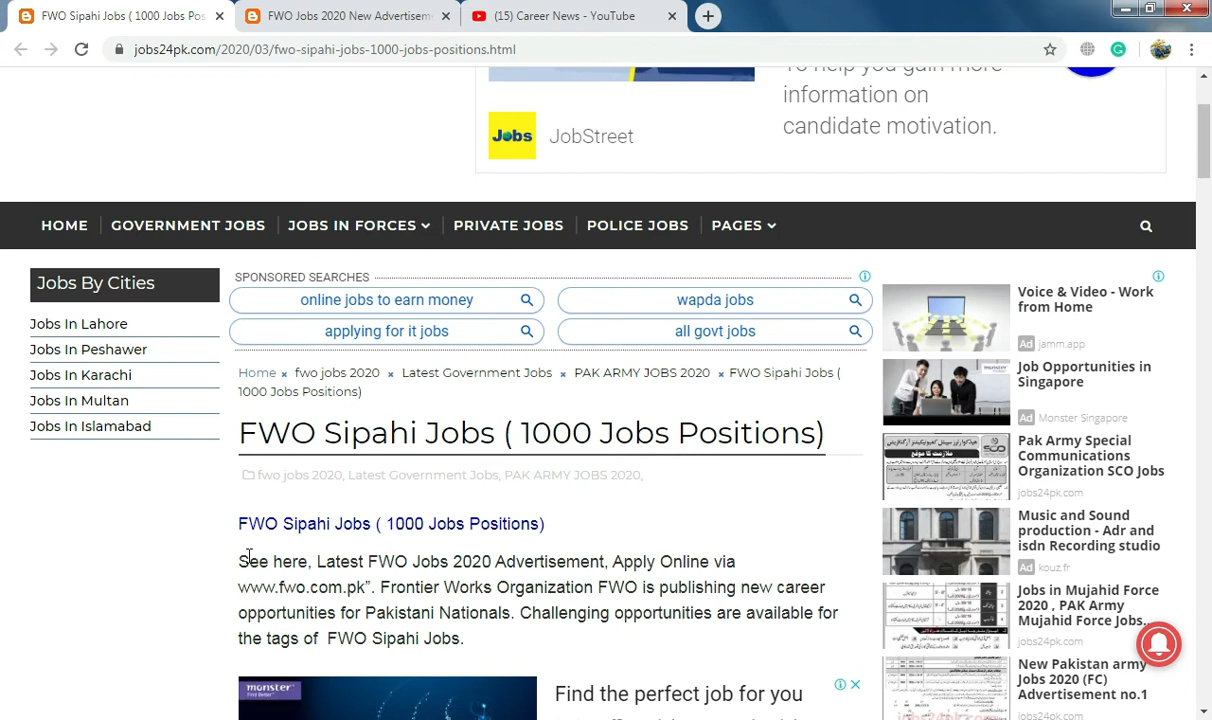 FWO Sipahi Jobs ( 1000 Jobs Pos
FWO Jobs 2020 New Advertisem
(15) Career News - YouTube
jobs24pk.com/2020/03/fwo-sipahi-jobs-1000-jobs-positions.html
To help you gain more
information on
candidate motivation.
Jobs
JobStreet
HOME
GOVERNMENT JOBS
JOBS IN FORCES
PRIVATE JOBS
POLICE JOBS
PAGES
Jobs By Cities
Jobs In Lahore
Jobs In Peshawer
Jobs In Karachi
Jobs In Multan
Jobs In Islamabad
SPONSORED SEARCHES
online jobs to earn money
wapda jobs
applying for it jobs
all govt jobs
Home × fwo jobs 2020 × Latest Government Jobs × PAK ARMY JOBS 2020 × FWO Sipahi Jobs (
1000 Jobs Positions)
FWO Sipahi Jobs ( 1000 Jobs Positions)
fwo jobs 2020, Latest Government Jobs, PAK ARMY JOBS 2020,
FWO Sipahi Jobs ( 1000 Jobs Positions)
See here, Latest FWO Jobs 2020 Advertisement, Apply Online via
www.fwo.com.pk”. Frontier Works Organization FWO is publishing new career
opportunities for Pakistani Nationals. Challenging opportunities are available for
the tags of FWO Sipahi Jobs.
monster
Find Better.
Find the perfect job for you
Voice & Video - Work
from Home
Ad jamm.app
Job Opportunities in
Singapore
Ad Monster Singapore
Pak Army Special
Communications
Organization SCO Jobs
jobs24pk.com
SCO
ملازمت کا موقع
Music and Sound
production - Adr and
isdn Recording studio
Ad kouz.fr
Jobs in Mujahid Force
2020 , PAK Army
Mujahid Force Jobs...
jobs24pk.com
New Pakistan army
Jobs 2020 (FC)
Advertisement no.1
jobs24pk.com